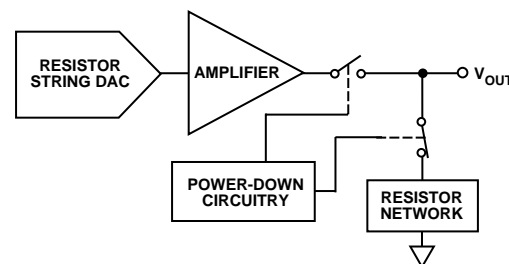 RESISTOR
STRING DAC
AMPLIFIER
VOUT
POWER-DOWN
CIRCUITRY
RESISTOR
NETWORK